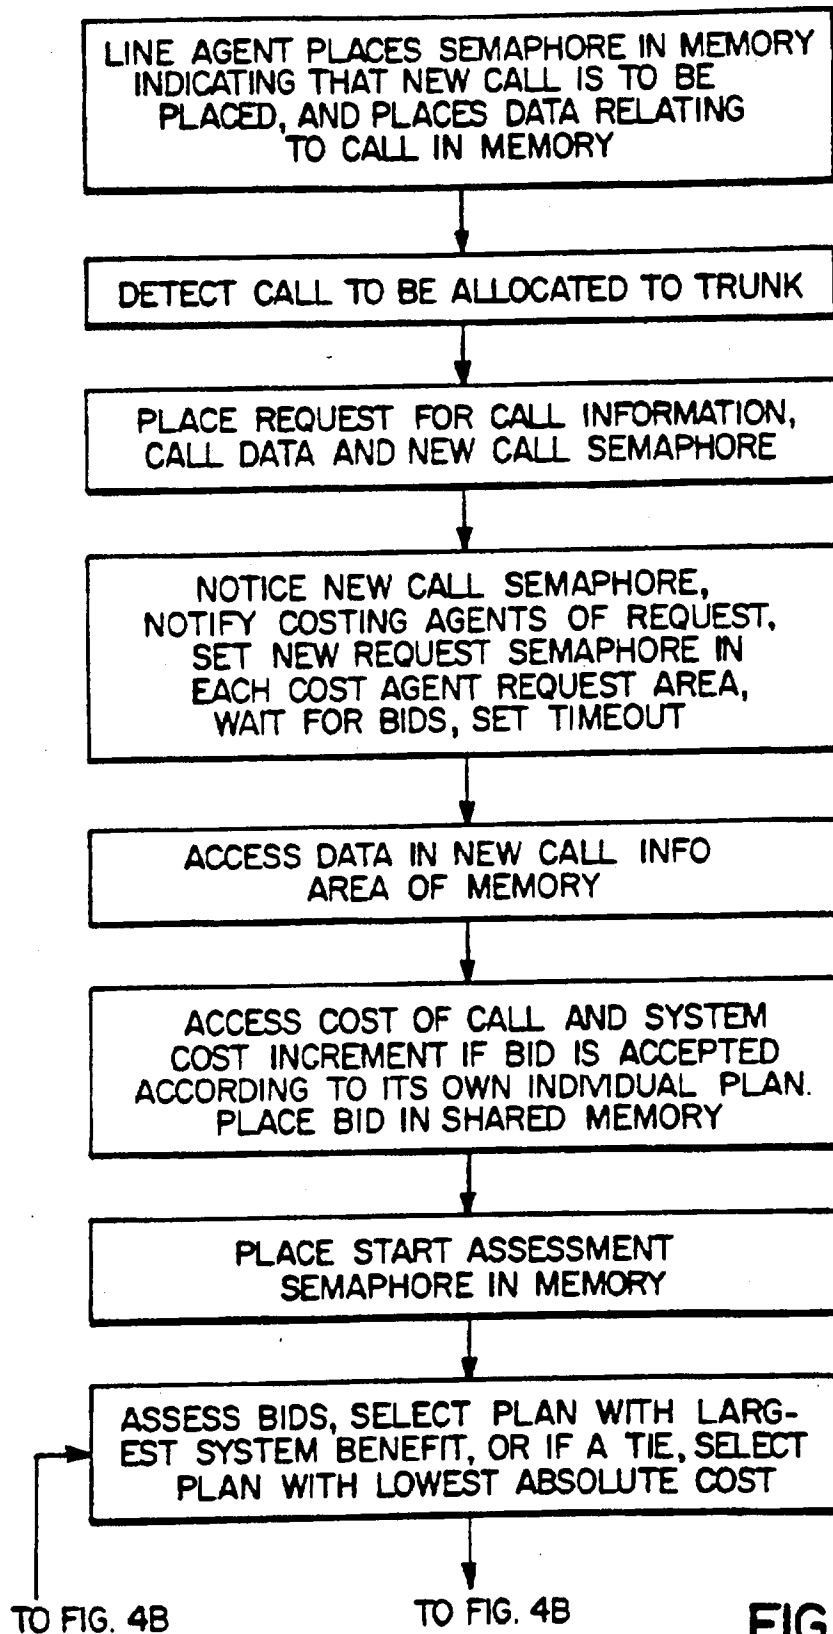 LINE AGENT PLACES SEMAPHORE IN MEMORY
INDICATING THAT NEW CALL IS TO BE
PLACED, AND PLACES DATA RELATING
TO CALL IN MEMORY
DETECT CALL TO BE ALLOCATED TO TRUNK
PLACE REQUEST FOR CALL INFORMATION,
CALL DATA AND NEW CALL SEMAPHORE
NOTICE NEW CALL SEMAPHORE,
NOTIFY COSTING AGENTS OF REQUEST,
SET NEW REQUEST SEMAPHORE IN
EACH COST AGENT REQUEST AREA,
WAIT FOR BIDS, SET TIMEOUT
ACCESS DATA IN NEW CALL INFO
AREA OF MEMORY
ACCESS COST OF CALL AND SYSTEM
COST INCREMENT IF BID IS ACCEPTED
ACCORDING TO ITS OWN INDIVIDUAL PLAN.
PLACE BID IN SHARED MEMORY
PLACE START ASSESSMENT
SEMAPHORE IN MEMORY
ASSESS BIDS, SELECT PLAN WITH LARG-
EST SYSTEM BENEFIT, OR IF A TIE, SELECT
PLAN WITH LOWEST ABSOLUTE COST
TO FIG. 4B
TO FIG. 4B
FIG